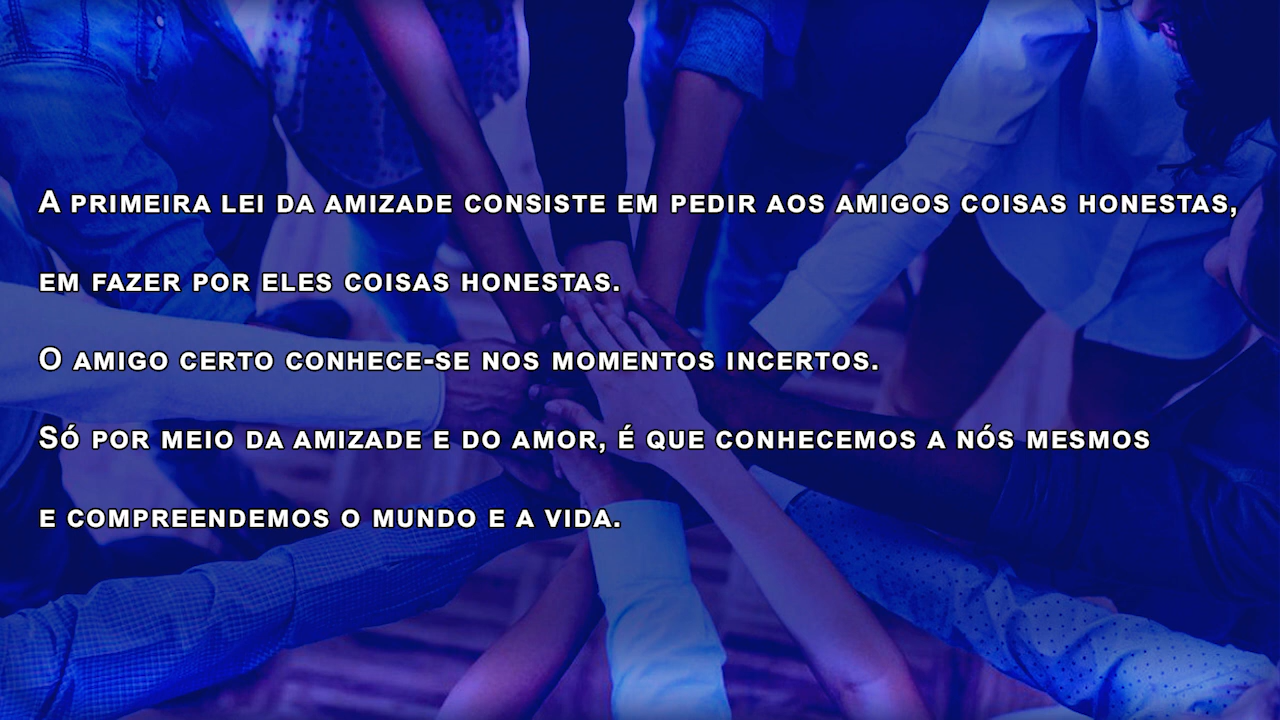 A PRIMEIRA LEI DA AMIZADE CONSISTE EM PEDIR AOS AMIGOS COISAS HONESTAS,
EM FAZER POR ELES COISAS HONESTAS.
O AMIGO CERTO CONHECE-SE NOS MOMENTOS INCERTOS.
SÓ POR MEIO DA AMIZADE E DO AMOR, É QUE CONHECEMOS A NÓS MESMOS
E COMPREENDEMOS O MUNDO E A VIDA.